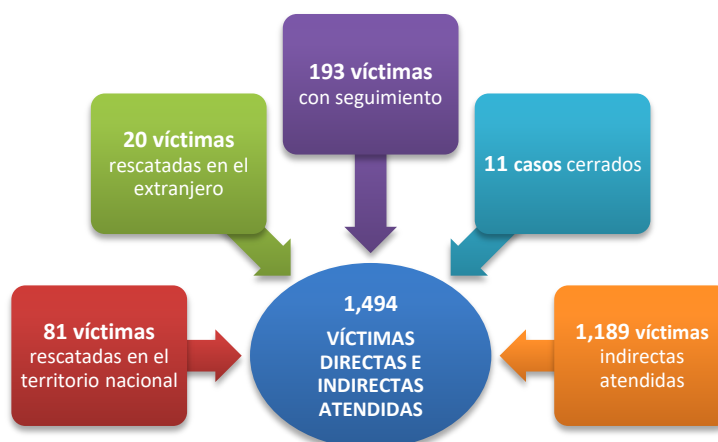 193 víctimas
con seguimiento
20 víctimas
rescatadas en el
extranjero
11 casos cerrados
81 víctimas
rescatadas en el
territorio nacional
1,494
VÍCTIMAS
DIRECTAS E
INDIRECTAS
ATENDIDAS
1,189 víctimas
indirectas
atendidas